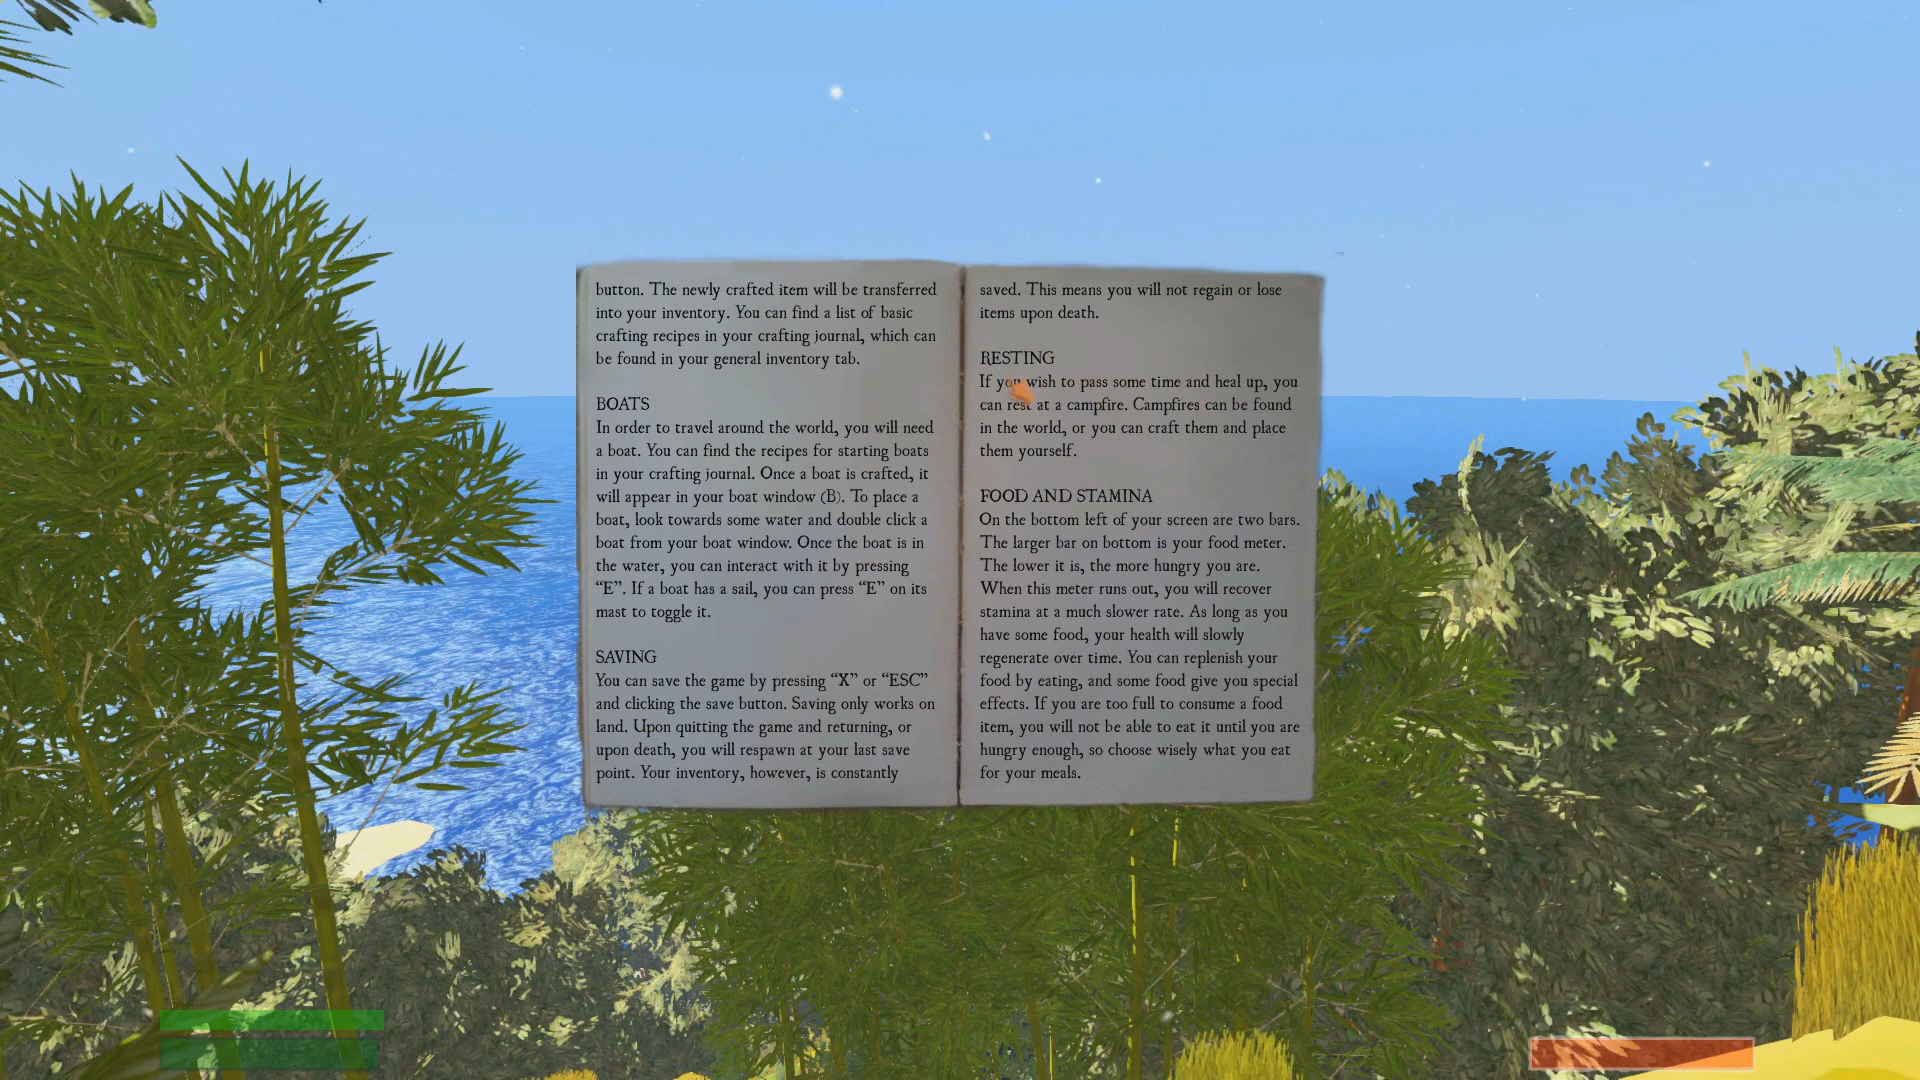 button. The newly crafted item will be transferred
into your inventory. You can find a list of basic
crafting recipes in your crafting journal, which can
be found in your general inventory tab.
BOATS
In order to travel around the world, you will need
a boat. You can find the recipes for starting boats
in your crafting journal. Once a boat is crafted, it
will appear in your boat window (B). To place a
boat, look towards some water and double click a
boat from your boat window. Once the boat is in
the water, you can interact with it by pressing
“E”. If a boat has a sail, you can press “E” on its
mast to toggle it.
SAVING
You can save the game by pressing “X” or “ESC”
and clicking the save button. Saving only works on
land. Upon quitting the game and returning, or
upon death, you will respawn at your last save
point. Your inventory, however, is constantly
saved. This means you will not regain or lose
items upon death.
RESTING
If you wish to pass some time and heal up, you
can rest at a campfire. Campfires can be found
in the world, or you can craft them and place
them yourself.
FOOD AND STAMINA
On the bottom left of your screen are two bars.
The larger bar on bottom is your food meter.
The lower it is, the more hungry you are.
When this meter runs out, you will recover
stamina at a much slower rate. As long as you
have some food, your health will slowly
regenerate over time. You can replenish your
food by eating, and some food give you special
effects. If you are too full to consume a food
item, you will not be able to eat it until you are
hungry enough, so choose wisely what you eat
for your meals.